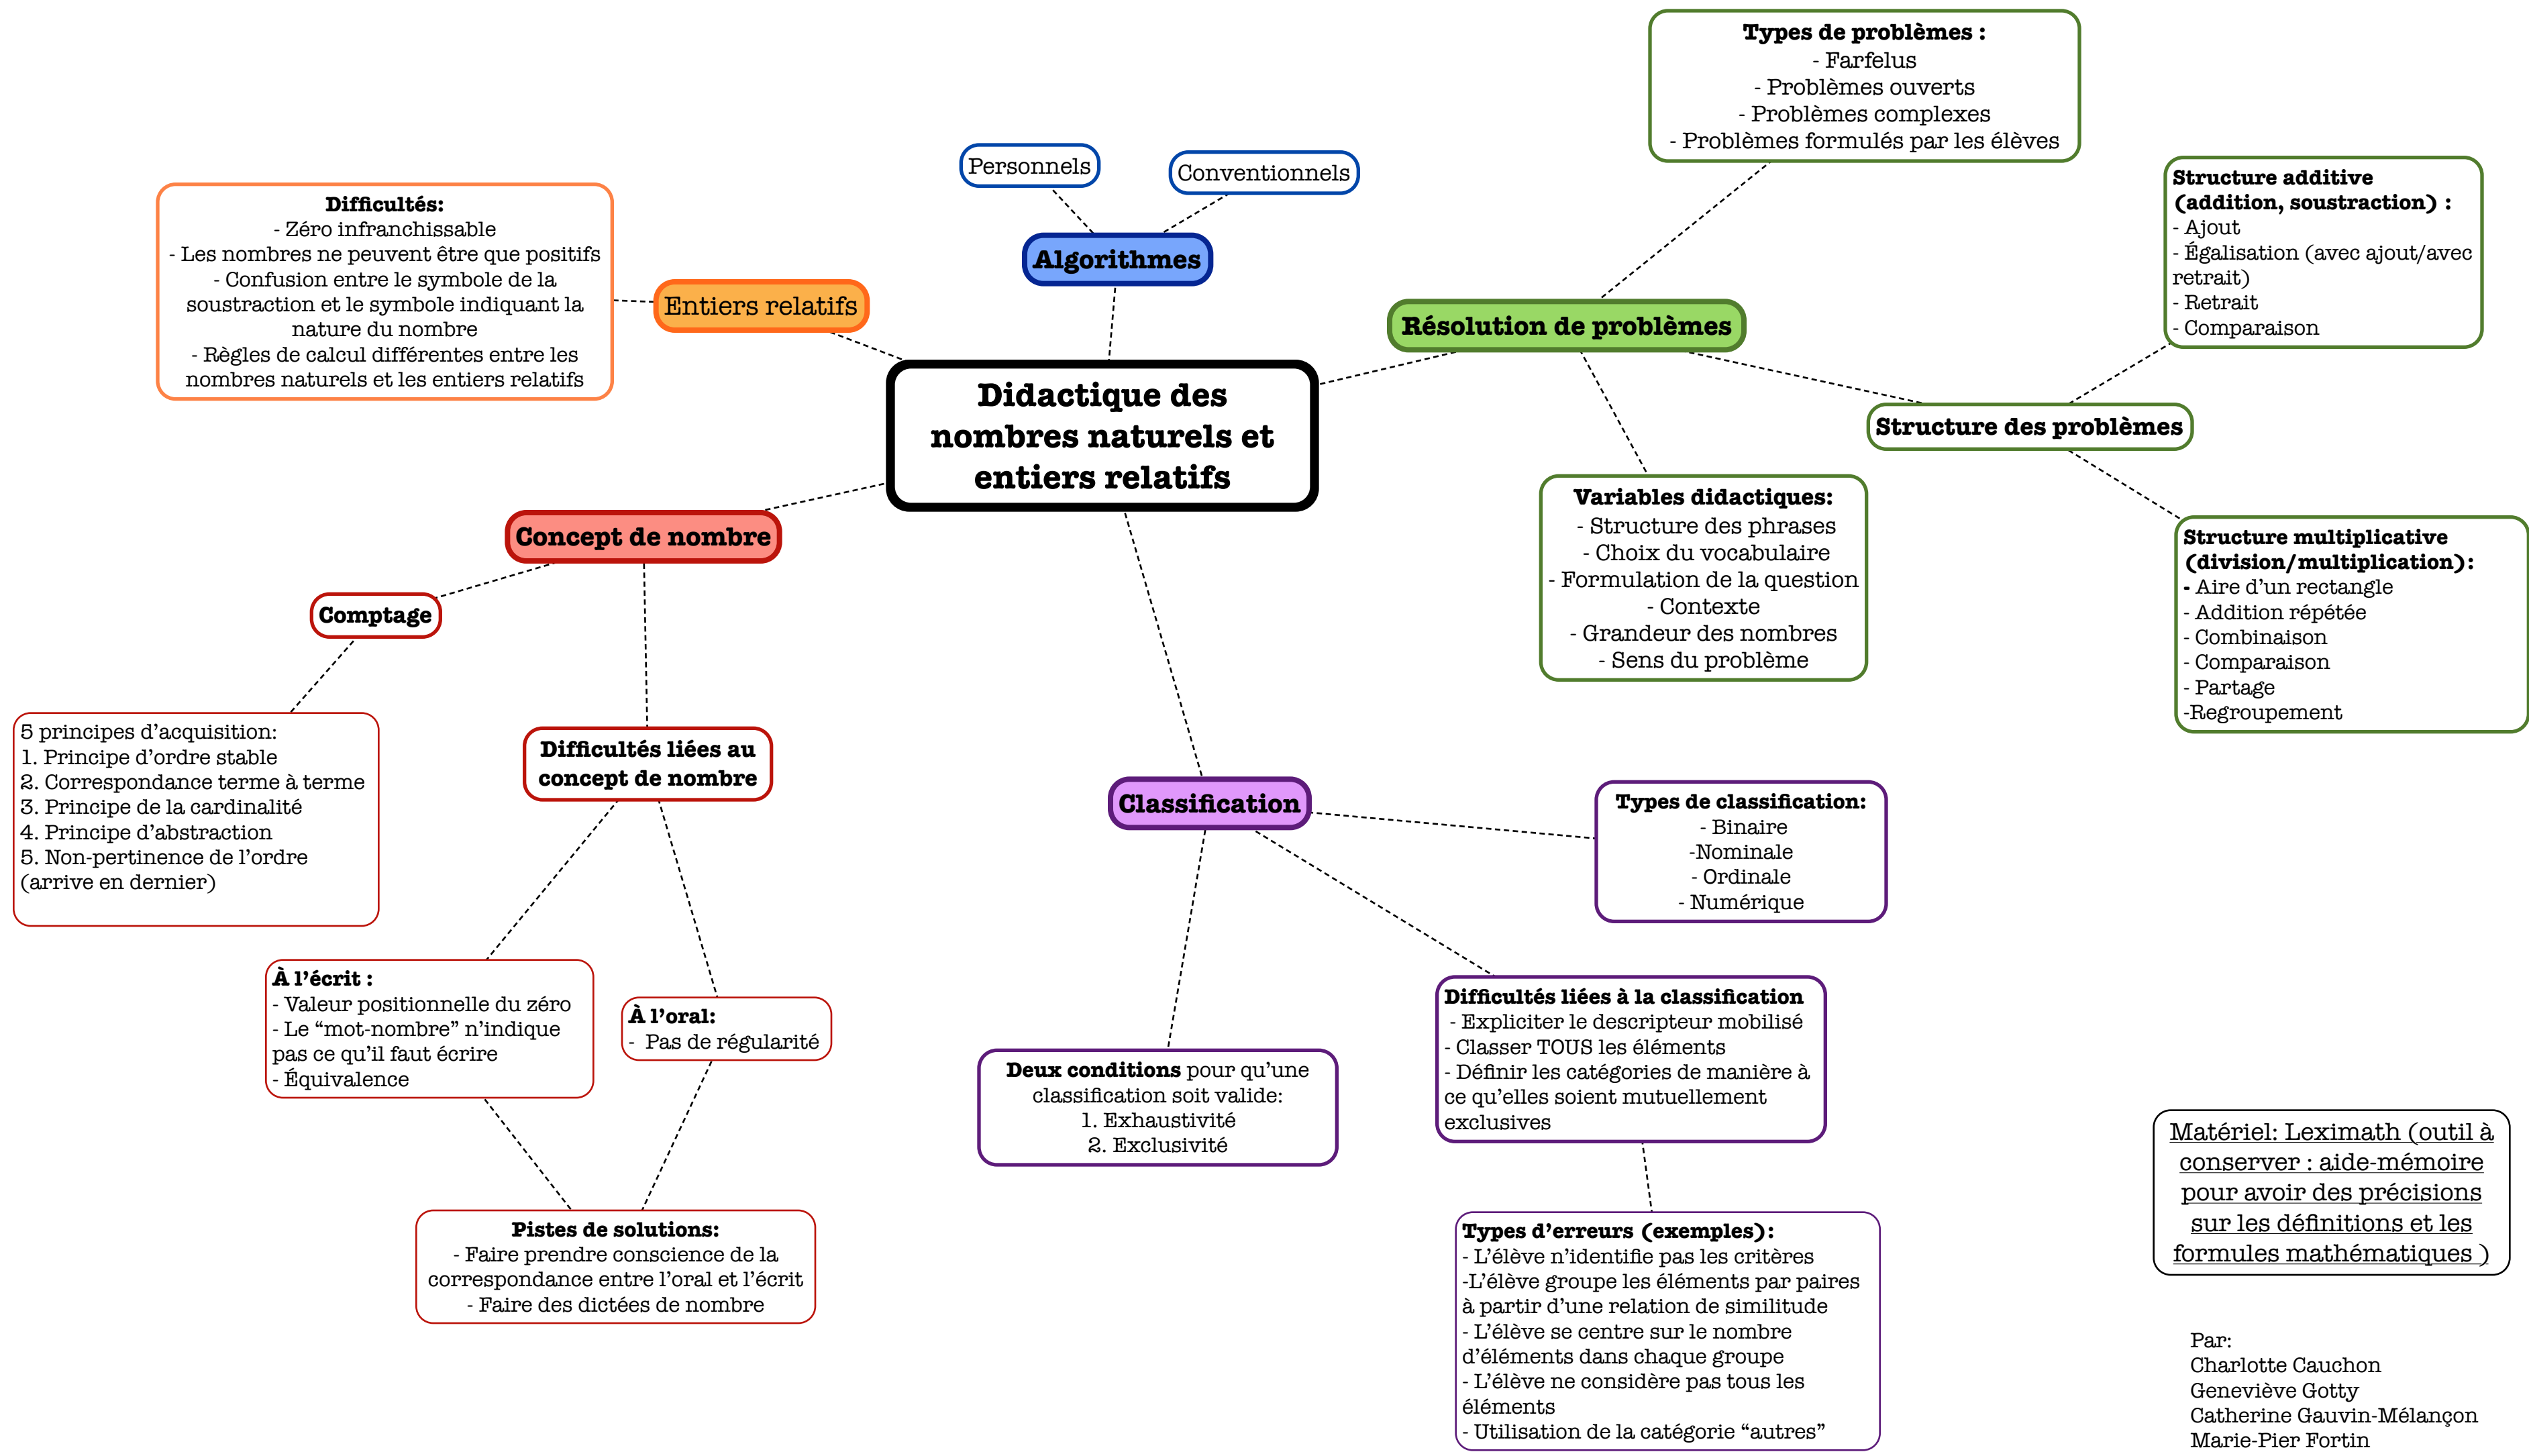 Types de problèmes :
- Farfelus
- Problèmes ouverts
- Problèmes complexes
- Problèmes formulés par les élèves
Personnels
Conventionnels
Algorithmes
Structure additive
(addition, soustraction) :
- Ajout
- Égalisation (avec ajout/avec
retrait)
- Retrait
- Comparaison
Difficultés:
- Zéro infranchissable
- Les nombres ne peuvent être que positifs
- Confusion entre le symbole de la
soustraction et le symbole indiquant la
nature du nombre
- Règles de calcul différentes entre les
nombres naturels et les entiers relatifs
Entiers relatifs
Résolution de problèmes
Didactique des
nombres naturels et
entiers relatifs
Structure des problèmes
Variables didactiques:
- Structure des phrases
- Choix du vocabulaire
- Formulation de la question
- Contexte
- Grandeur des nombres
- Sens du problème
Structure multiplicative
(division/multiplication):
- Aire d’un rectangle
- Addition répétée
- Combinaison
- Comparaison
- Partage
-Regroupement
Concept de nombre
Comptage
5 principes d’acquisition:
1. Principe d’ordre stable
2. Correspondance terme à terme
3. Principe de la cardinalité
4. Principe d’abstraction
5. Non-pertinence de l’ordre
(arrive en dernier)
Difficultés liées au
concept de nombre
À l’écrit :
- Valeur positionnelle du zéro
- Le “mot-nombre” n’indique
pas ce qu’il faut écrire
- Équivalence
À l’oral:
- Pas de régularité
Pistes de solutions:
- Faire prendre conscience de la
correspondance entre l’oral et l’écrit
- Faire des dictées de nombre
Classification
Types de classification:
- Binaire
-Nominale
- Ordinale
- Numérique
Deux conditions pour qu’une
classification soit valide:
1. Exhaustivité
2. Exclusivité
Difficultés liées à la classification
- Expliciter le descripteur mobilisé
- Classer TOUS les éléments
- Définir les catégories de manière à
ce qu’elles soient mutuellement
exclusives
Types d’erreurs (exemples):
- L’élève n’identifie pas les critères
-L’élève groupe les éléments par paires
à partir d’une relation de similitude
- L’élève se centre sur le nombre
d’éléments dans chaque groupe
- L’élève ne considère pas tous les
éléments
- Utilisation de la catégorie “autres”
Matériel: Leximath (outil à
conserver : aide-mémoire
pour avoir des précisions
sur les définitions et les
formules mathématiques )
Par:
Charlotte Cauchon
Geneviève Gotty
Catherine Gauvin-Mélançon
Marie-Pier Fortin